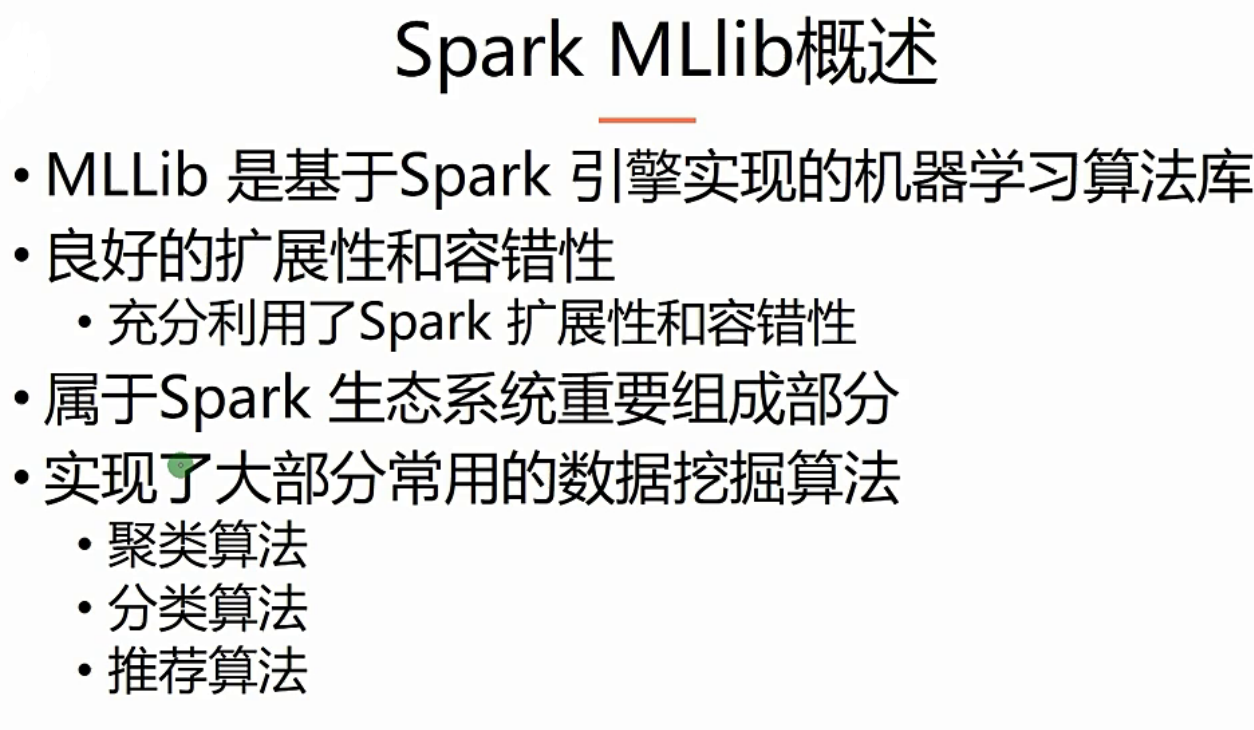 Spark MLlib概述
• MLLib 是基于Spark 引擎实现的机器学习算法库
• 良好的扩展性和容错性
• 充分利用了Spark 扩展性和容错性
• 属于Spark 生态系统重要组成部分
• 实现了大部分常用的数据挖掘算法
• 聚类算法
• 分类算法
• 推荐算法